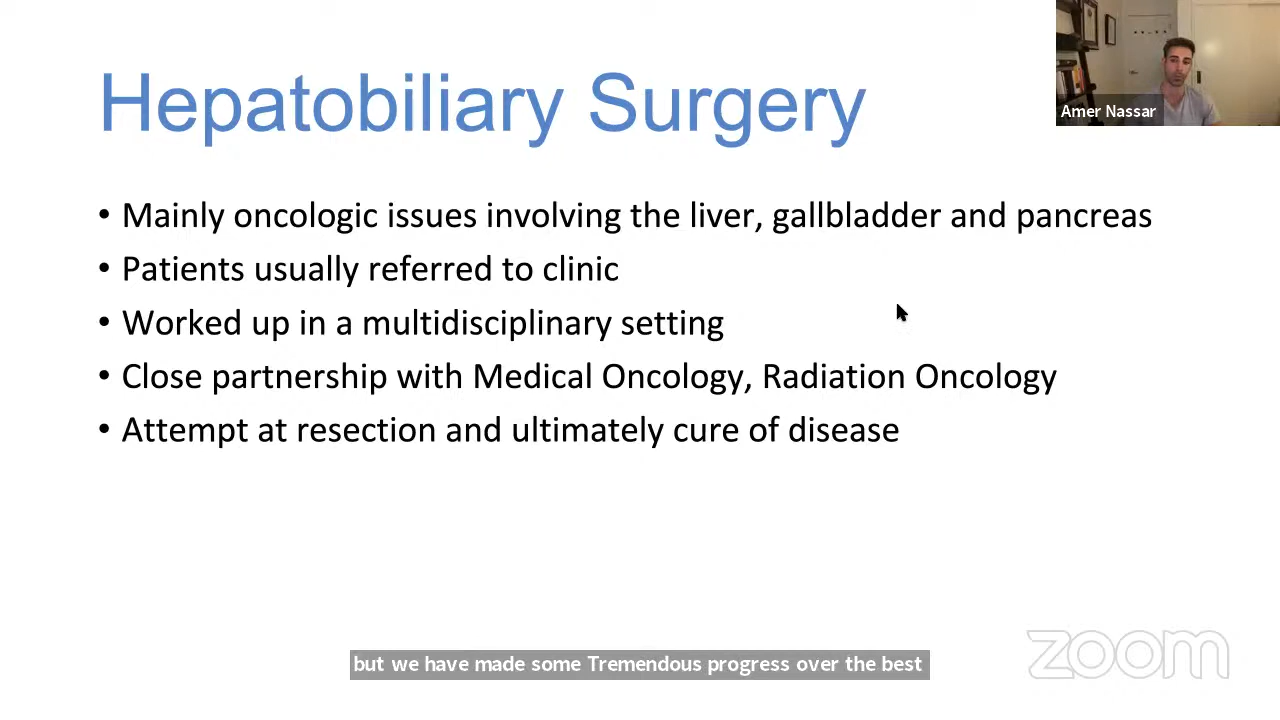 Hepatobiliary Surgery
Amer Nassar
• Mainly oncologic issues involving the liver, gallbladder and pancreas
• Patients usually referred to clinic
• Worked up in a multidisciplinary setting
• Close partnership with Medical Oncology, Radiation Oncology
• Attempt at resection and ultimately cure of disease
but we have made some Tremendous progress over the best
zoom